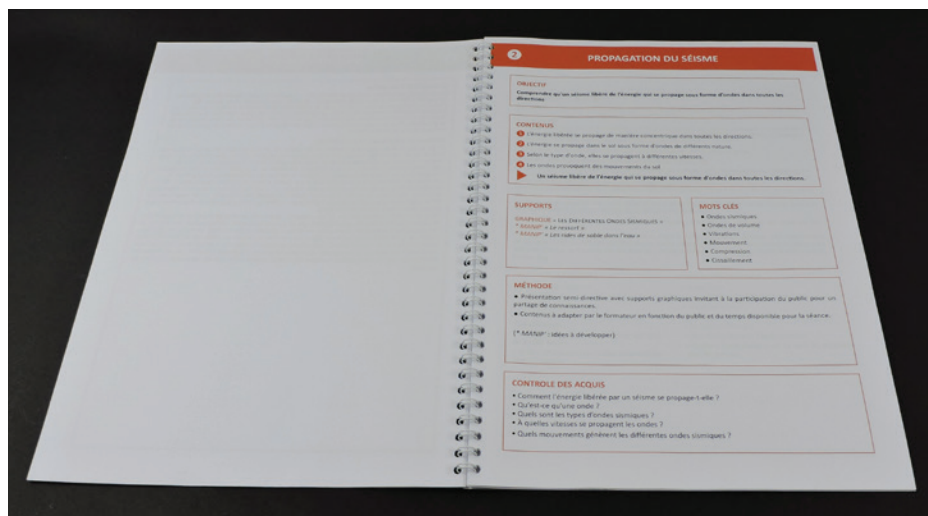 2
PROPAGATION DU SÉISME
OBJECTIF
Comprendre qu'un séisme libère de l'énergie qui se propage sous forme d'ondes dans toutes les
directions
CONTENUS
1 L'énergie libérée se propage de manière concentrique dans toutes les directions.
2 L'énergie se propage dans le sol sous forme d'ondes de différents nature.
3 Selon le type d'onde, elles se propagent à différentes vitesses.
4 Les ondes provoquent des mouvements du sol.
Un séisme libère de l'énergie qui se propage sous forme d'ondes dans toutes les directions.
SUPPORTS
GRAPHIQUE « LES DIFFÉRENTES ONDES SISMIQUES »
* MANIP' « Le ressort »
* MANIP' « Les rides de sable dans l'eau »
MOTS CLÉS
• Ondes sismiques
• Ondes de volume
• Vibrations
• Mouvement
• Compression
• Cisaillement
MÉTHODE
• Présentation semi-directive avec supports graphiques invitant à la participation du public pour un
partage de connaissances.
• Contenus à adapter par le formateur en fonction du public et du temps disponible pour la séance.
(* MANIP' : idées à développer)
CONTROLE DES ACQUIS
• Comment l'énergie libérée par un séisme se propage-t-elle ?
• Qu'est-ce qu'une onde ?
• Quels sont les types d'ondes sismiques ?
• À quelles vitesses se propagent les ondes ?
• Quels mouvements génèrent les différentes ondes sismiques ?